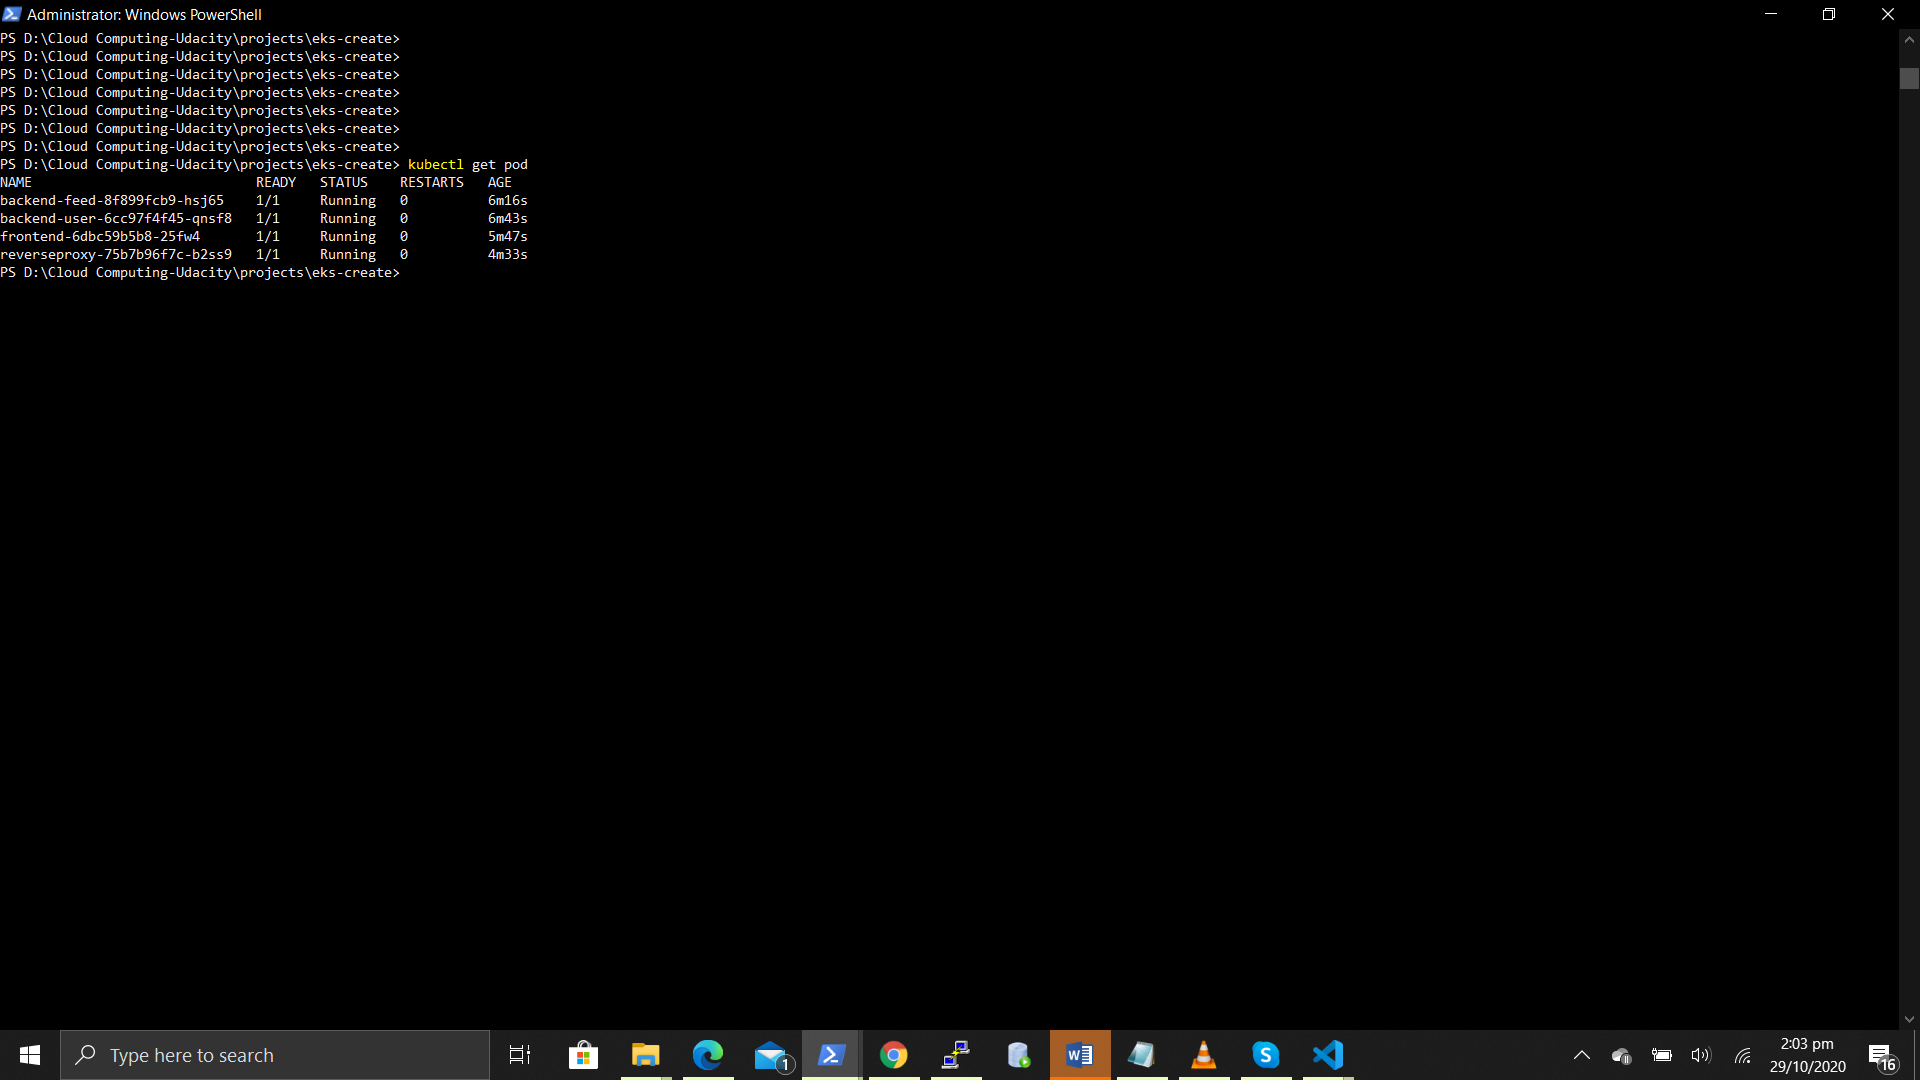 Administrator: Windows PowerShell
PS D:\Cloud Computing-Udacity\projects\eks-create>
PS D:\Cloud Computing-Udacity\projects\eks-create>
PS D:\Cloud Computing-Udacity\projects\eks-create>
PS D:\Cloud Computing-Udacity\projects\eks-create>
PS D:\Cloud Computing-Udacity\projects\eks-create>
PS D:\Cloud Computing-Udacity\projects\eks-create>
PS D:\Cloud Computing-Udacity\projects\eks-create>
PS D:\Cloud Computing-Udacity\projects\eks-create> kubectl get pod
NAME                            READY   STATUS    RESTARTS   AGE
backend-feed-8f899fcb9-hsj65    1/1     Running   0          6m16s
backend-user-6cc97f4f45-qnsf8   1/1     Running   0          6m43s
frontend-6dbc59b5b8-25fw4       1/1     Running   0          5m47s
reverseproxy-75b7b96f7c-b2ss9   1/1     Running   0          4m33s
PS D:\Cloud Computing-Udacity\projects\eks-create>
Type here to search
1
W
S
2:03 pm
29/10/2020
16